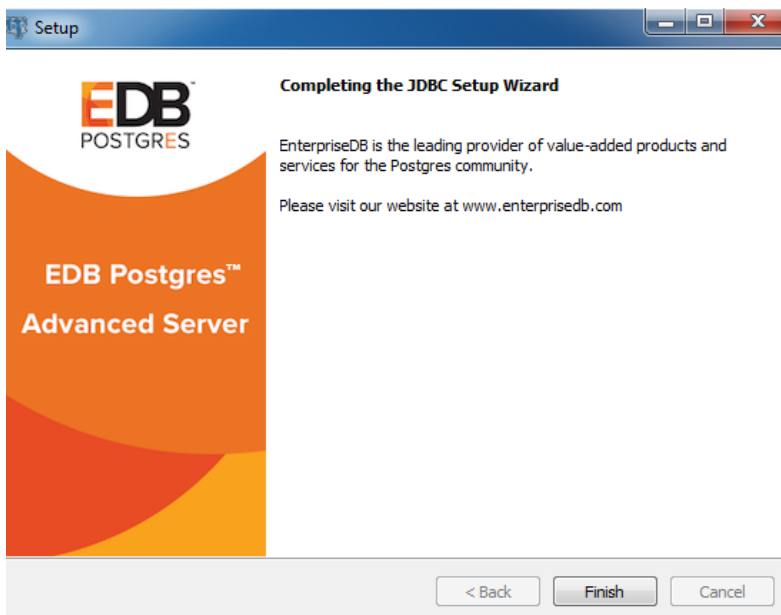 Setup
EDB
POSTGRES
EDB Postgres™
Advanced Server
Completing the JDBC Setup Wizard
EnterpriseDB is the leading provider of value-added products and
services for the Postgres community.
Please visit our website at www.enterprisedb.com
< Back
Finish
Cancel